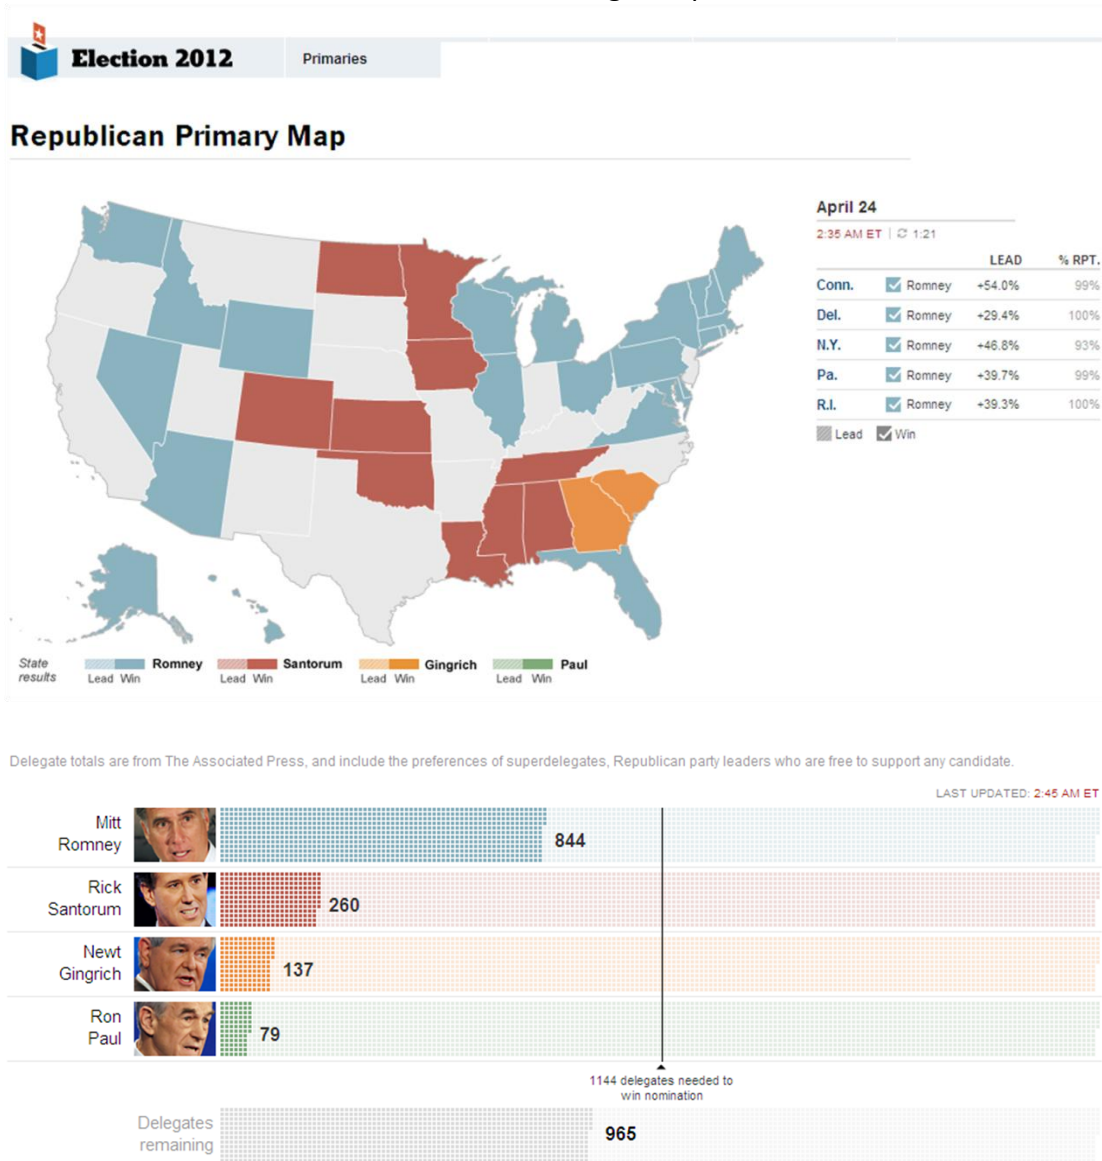 Election 2012
Primaries
Republican Primary Map
April 24
2:35 AM ET | 1:21
LEAD % RPT.
Conn. Romney +54.0% 99%
Del. Romney +29.4% 100%
N.Y. Romney +46.8% 93%
Pa. Romney +39.7% 99%
R.I. Romney +39.3% 100%
Lead Win
State results
Romney Santorum Gingrich Paul
Lead Win Lead Win Lead Win Lead Win
Delegate totals are from The Associated Press, and include the preferences of superdelegates, Republican party leaders who are free to support any candidate.
LAST UPDATED: 2:45 AM ET
Mitt
Romney
844
Rick
Santorum
260
Newt
Gingrich
137
Ron
Paul
79
1144 delegates needed to
win nomination
Delegates
remaining
965